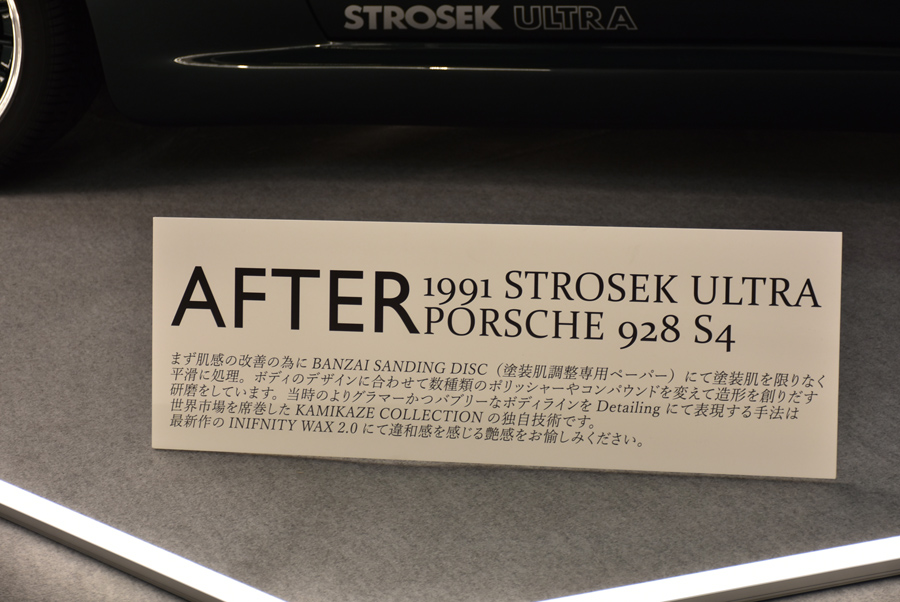 STROSEK ULTRA
AFTER 1991 STROSEK ULTRA
PORSCHE 928 S4
まず肌感の改善の為に BANZAI SANDING DISC（塗装肌調整専用ペーパー）にて塗装肌を限りなく
平滑に処理。ボディのデザインに合わせて数種類のポリッシャーやコンパウンドを変えて造形を創りだす
研磨をしています。当時のよりグラマーかつバブリーなボディラインを Detailing にて表現する手法は
世界市場を席巻した KAMIKAZE COLLECTION の独自技術です。
最新作の INIFNITY WAX 2.0 にて違和感を感じる艶感をお愉しみください。